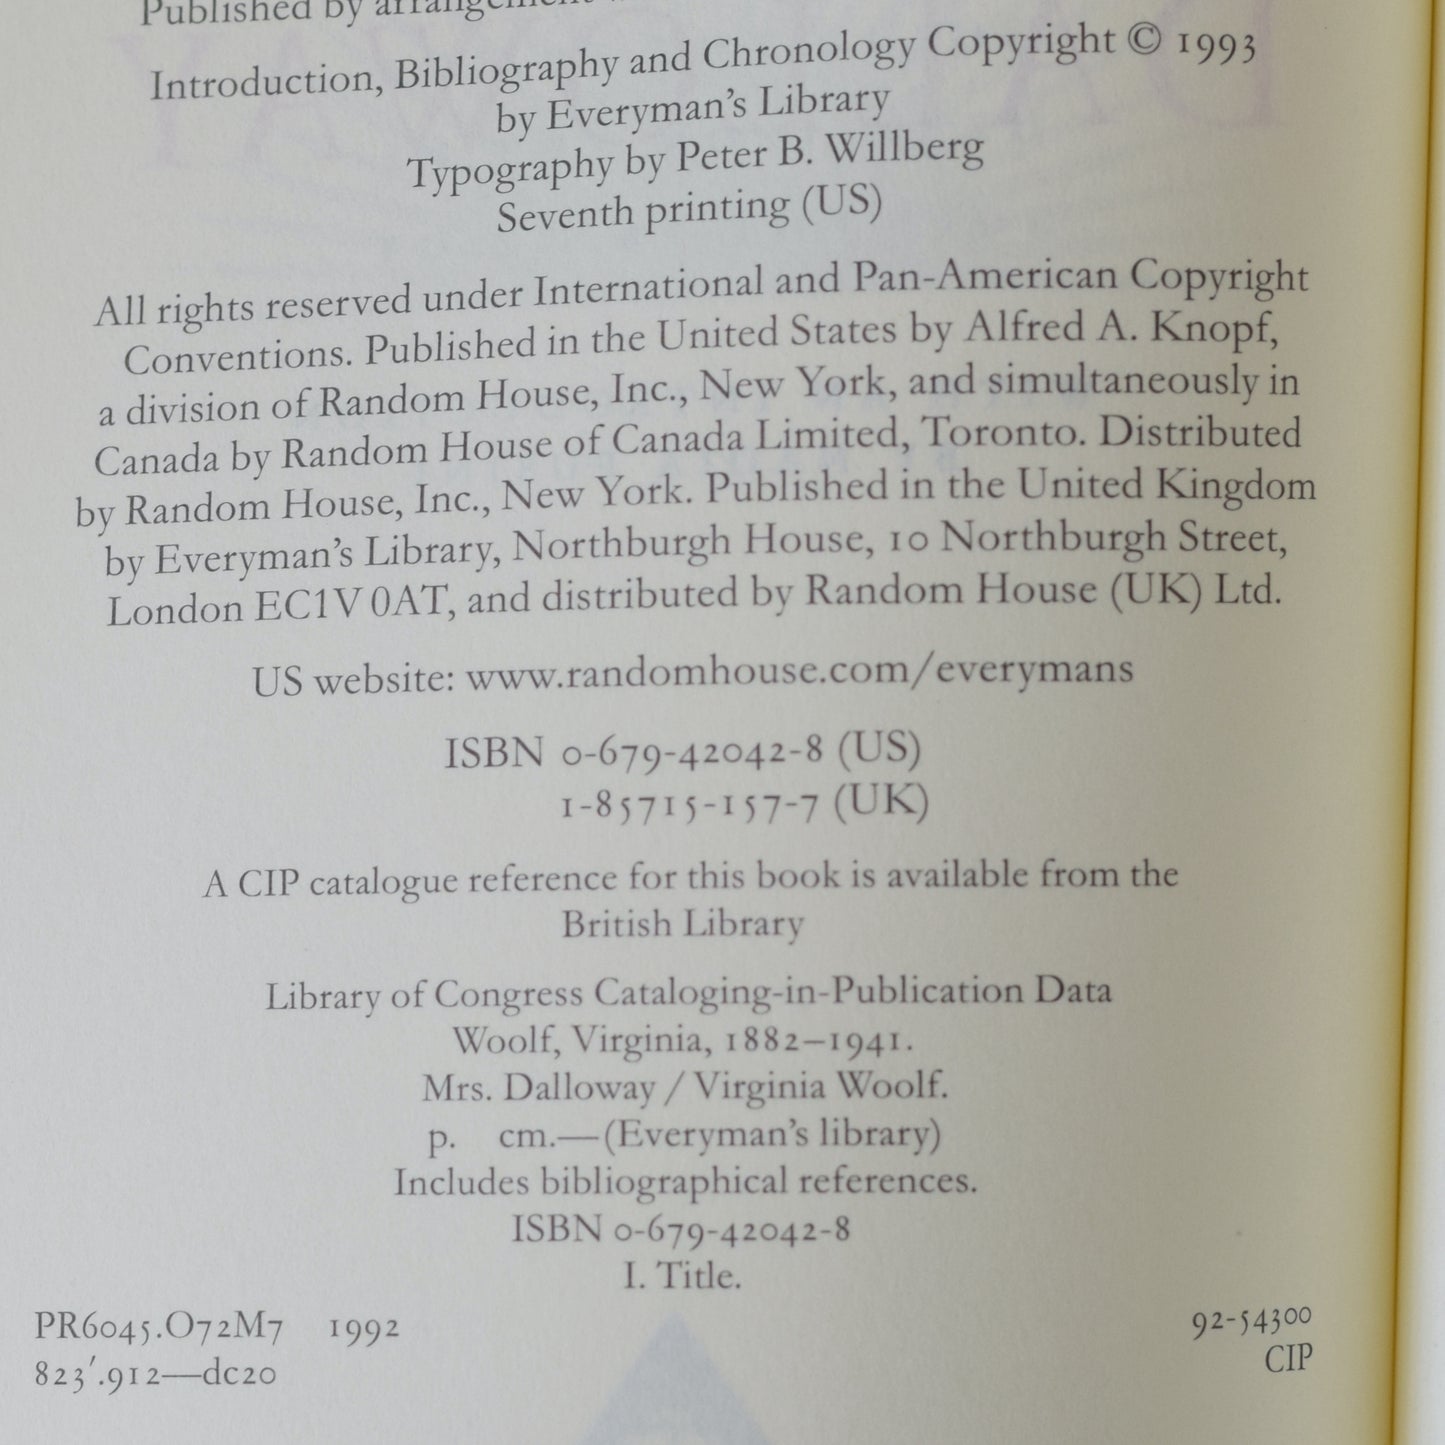 Published by arrangement
Introduction, Bibliography and Chronology Copyright © 1993
by Everyman's Library
Typography by Peter B. Willberg
Seventh printing (US)
All rights reserved under International and Pan-American Copyright
Conventions. Published in the United States by Alfred A. Knopf,
a division of Random House, Inc., New York, and simultaneously in
Canada by Random House of Canada Limited, Toronto. Distributed
by Random House, Inc., New York. Published in the United Kingdom
by Everyman's Library, Northburgh House, 10 Northburgh Street,
London EC1V 0AT, and distributed by Random House (UK) Ltd.
US website: www.randomhouse.com/everymans
ISBN 0-679-42042-8 (US)
1-85715-157-7 (UK)
A CIP catalogue reference for this book is available from the
British Library
Library of Congress Cataloging-in-Publication Data
Woolf, Virginia, 1882–1941.
Mrs. Dalloway / Virginia Woolf.
p. cm.—(Everyman's library)
Includes bibliographical references.
ISBN 0-679-42042-8
I. Title.
PR6045.O72M7 1992 92-54300
823′.912—dc20 CIP